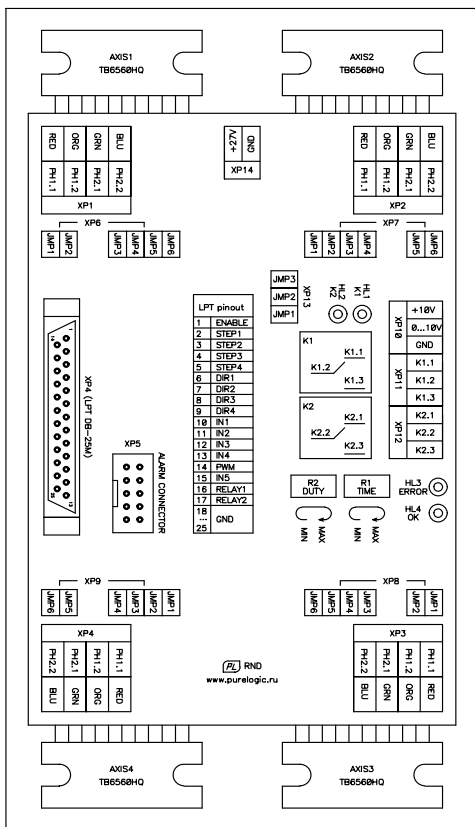 AXIS1
TB6560HQ
AXIS2
TB6560HQ
RED ORG GRN BLU
PH1.1 PH1.2 PH2.1 PH2.2
XP1
+27V GND
XP14
RED ORG GRN BLU
PH1.1 PH1.2 PH2.1 PH2.2
XP2
XP6
JMP1 JMP2 JMP3 JMP4 JMP5 JMP6
XP7
JMP1 JMP2 JMP3 JMP4 JMP5 JMP6
JMP3
JMP2
JMP1
XP13
HL2
K2
HL1
K1
LPT pinout
1 ENABLE
2 STEP1
3 STEP2
4 STEP3
5 STEP4
6 DIR1
7 DIR2
8 DIR3
9 DIR4
10 IN1
11 IN2
12 IN3
13 IN4
14 PWM
15 IN5
16 RELAY1
17 RELAY2
18
...
25
GND
K1
K1.1
K1.2
K1.3
K2
K2.1
K2.2
K2.3
XP10
+10V
0...10V
GND
XP11
K1.1
K1.2
K1.3
XP12
K2.1
K2.2
K2.3
1
14
25
13
XP4 (LPT DB-25M)
XP5
ALARM CONNECTOR
R2
DUTY
R1
TIME
MIN MAX
MIN MAX
HL3
ERROR
HL4
OK
XP9
JMP6 JMP5 JMP4 JMP3 JMP2 JMP1
XP8
JMP6 JMP5 JMP4 JMP3 JMP2 JMP1
XP4
PH2.2 PH2.1 PH1.2 PH1.1
BLU GRN ORG RED
PL RND
www.purelogic.ru
XP3
PH2.2 PH2.1 PH1.2 PH1.1
BLU GRN ORG RED
AXIS4
TB6560HQ
AXIS3
TB6560HQ